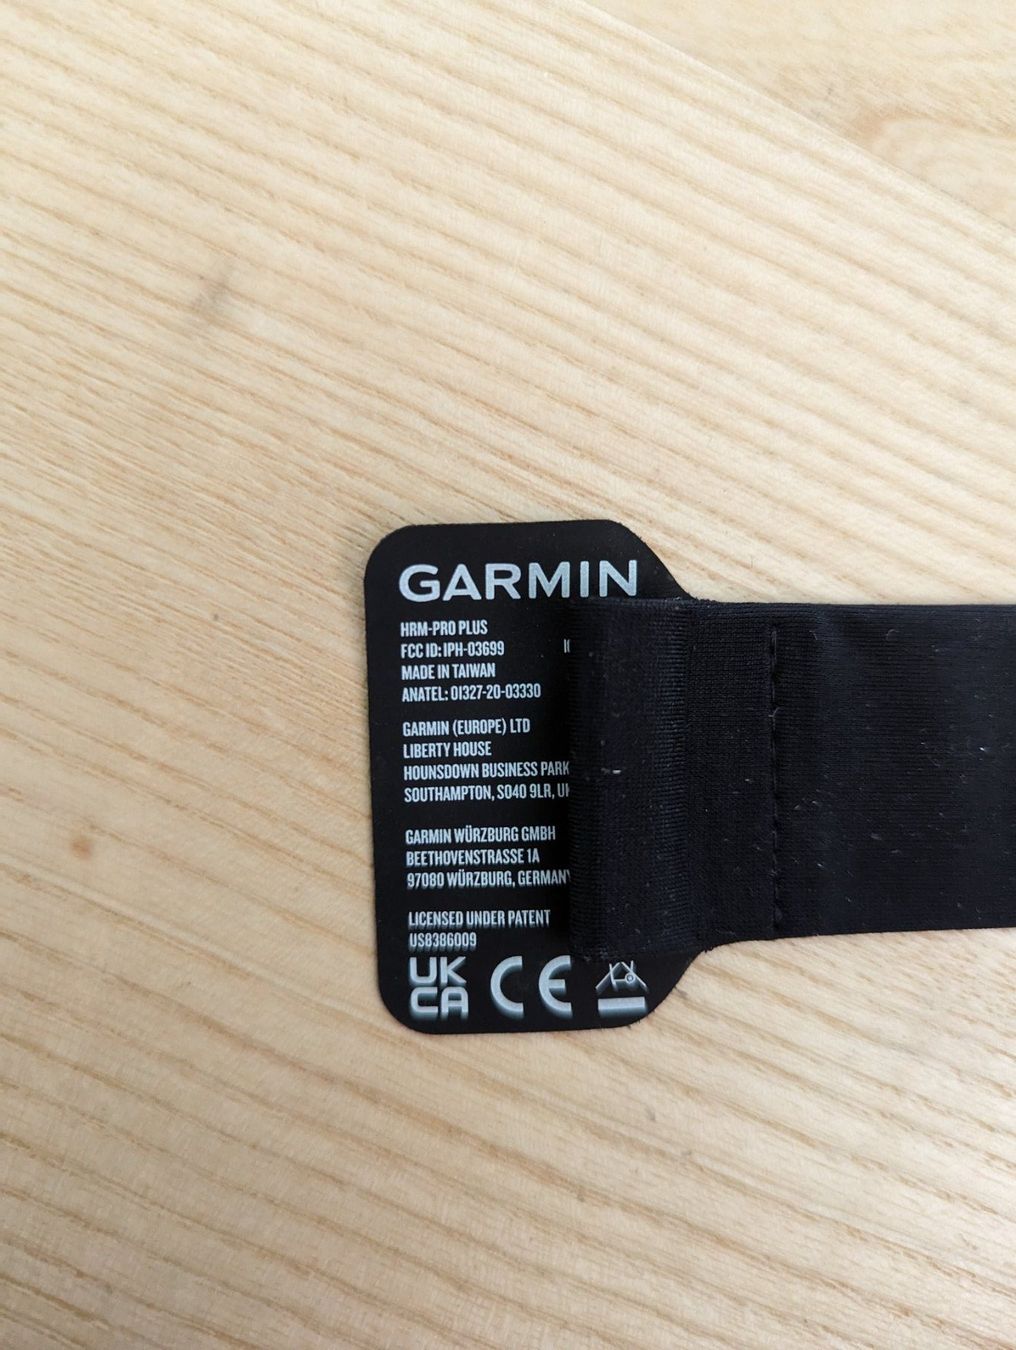 GARMIN
HRM-PRO PLUS
FCC ID: IPH-03699
MADE IN TAIWAN
ANATEL: 01327-20-03330
GARMIN (EUROPE) LTD
LIBERTY HOUSE
HOUNSDOWN BUSINESS PARK
SOUTHAMPTON, SO40 9LR,
GARMIN WÜRZBURG GMBH
BEETHOVENSTRASSE 1A
97080 WÜRZBURG, GERMANY
LICENSED UNDER PATENT
US8386009
UK
CA
CE